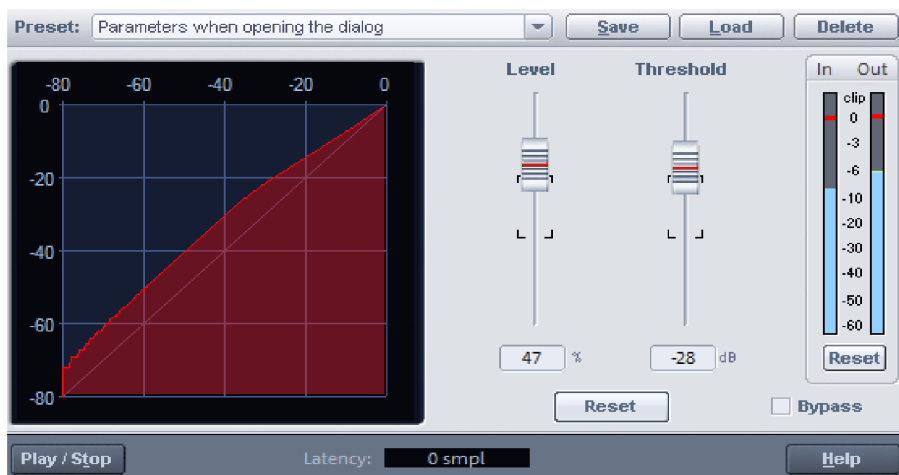 Preset: Parameters when opening the dialog Save Load Delete
Level Threshold In Out
-80 -60 -40 -20 0
0
-20
-40
-60
-80
clip
0
-3
-6
-10
-20
-30
-40
-50
-60
47 % -28 dB Reset
Reset Bypass
Play / Stop Latency: 0 smpl Help